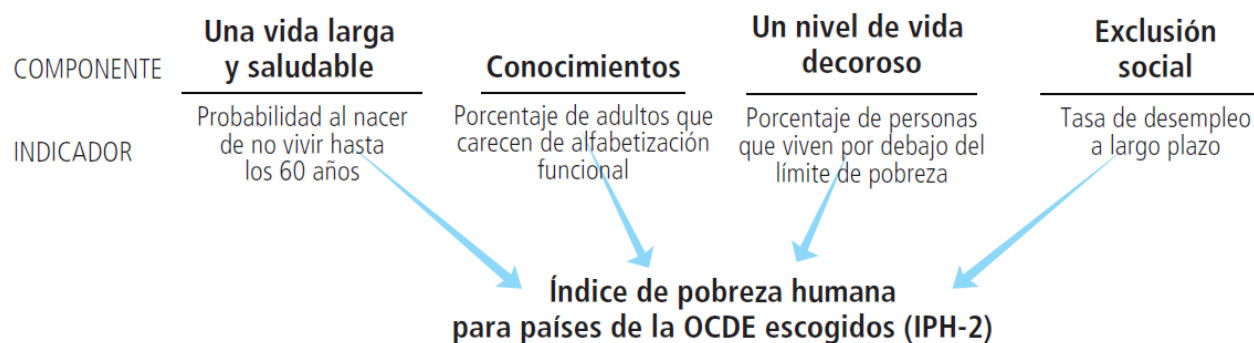 COMPONENTE
Una vida larga
y saludable
Conocimientos
Un nivel de vida
decoroso
Exclusión
social
INDICADOR
Probabilidad al nacer
de no vivir hasta
los 60 años
Porcentaje de adultos que
carecen de alfabetización
funcional
Porcentaje de personas
que viven por debajo del
límite de pobreza
Tasa de desempleo
a largo plazo
Índice de pobreza humana
para países de la OCDE escogidos (IPH-2)